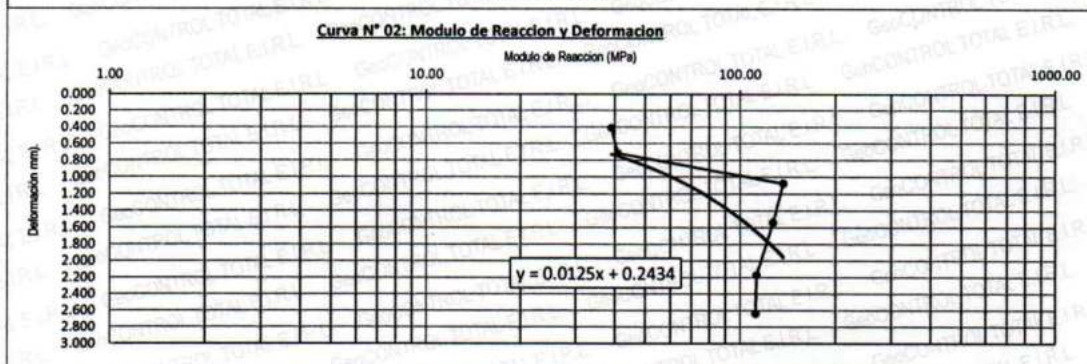 Curva N° 02: Modulo de Reaccion y Deformacion
Modulo de Reaccion (MPa)
1.00 10.00 100.00 1000.00
Deformación mm).
0.000
0.200
0.400
0.600
0.800
1.000
1.200
1.400
1.600
1.800
2.000
2.200
2.400
2.600
2.800
3.000
y = 0.0125x + 0.2434
GeoCONTROL TOTAL E.I.R.L.